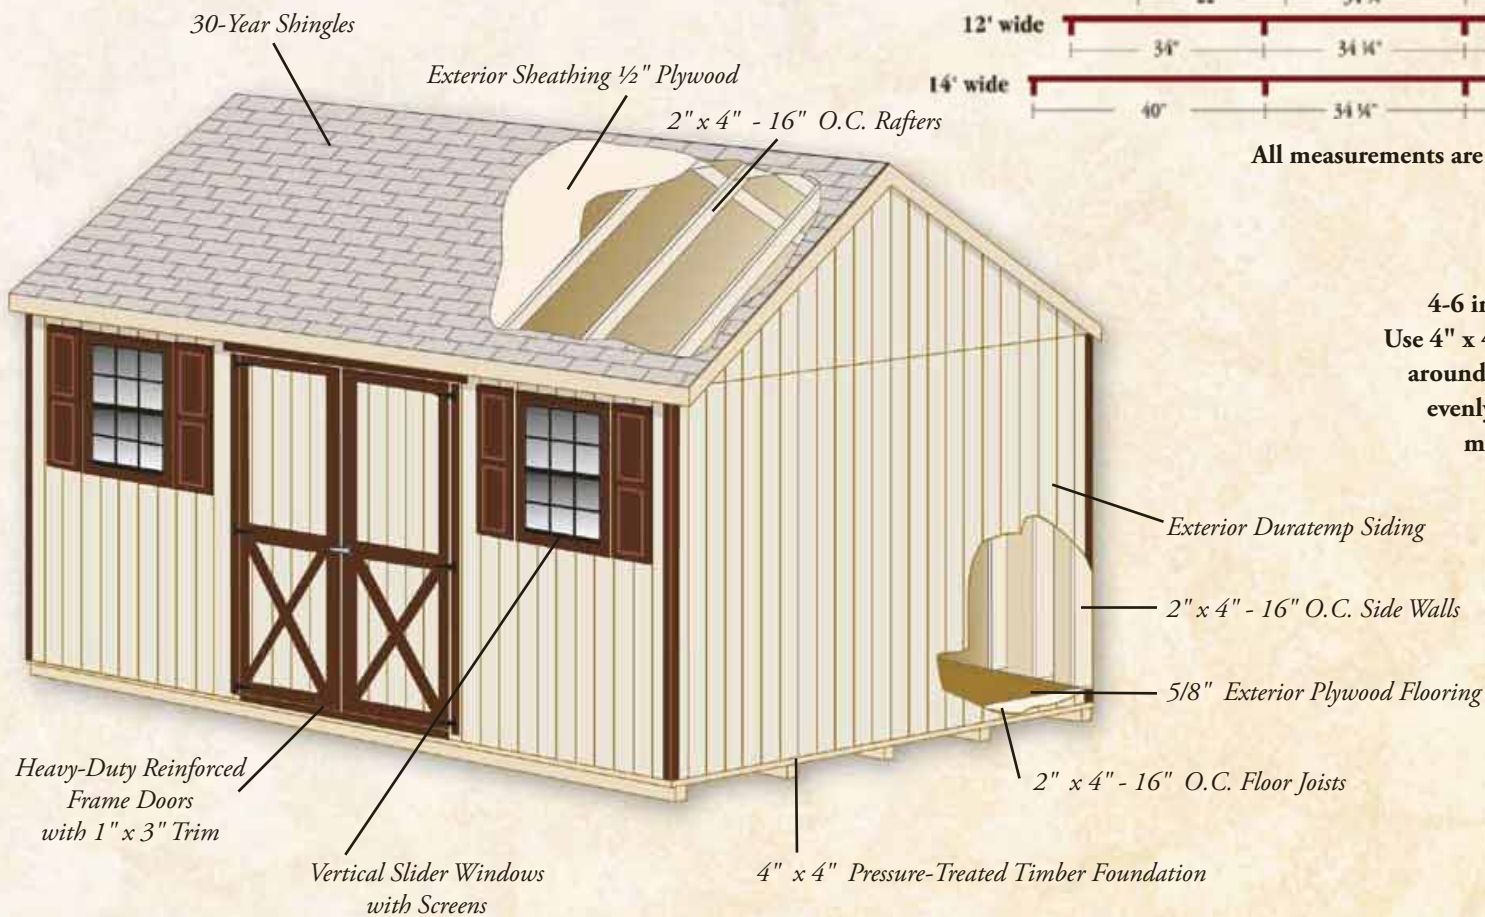 30-Year Shingles
Exterior Sheathing ½" Plywood
2" x 4" - 16" O.C. Rafters
12' wide
34"
34 ¼"
14' wide
40"
34 ¼"
All measurements are
4-6 in
Use 4" x 4
around
evenly
m
Exterior Duratemp Siding
2" x 4" - 16" O.C. Side Walls
5/8" Exterior Plywood Flooring
2" x 4" - 16" O.C. Floor Joists
4" x 4" Pressure-Treated Timber Foundation
Heavy-Duty Reinforced
Frame Doors
with 1" x 3" Trim
Vertical Slider Windows
with Screens